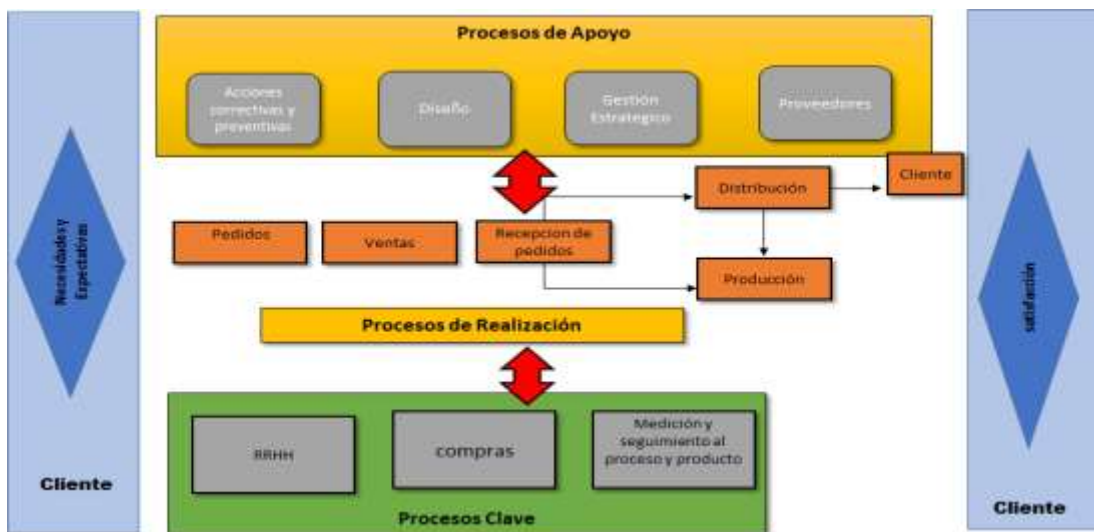 Procesos de Apoyo
Acciones
correctivas y
preventivas
Diseño
Gestión
Estrategico
Proveedores
Necesidades y
Expectativas
Cliente
Pedidos
Ventas
Recepcion de
pedidos
Distribución
Cliente
Producción
Procesos de Realización
RRHH
compras
Medición y
seguimiento al
proceso y producto
Procesos Clave
satisfacción
Cliente